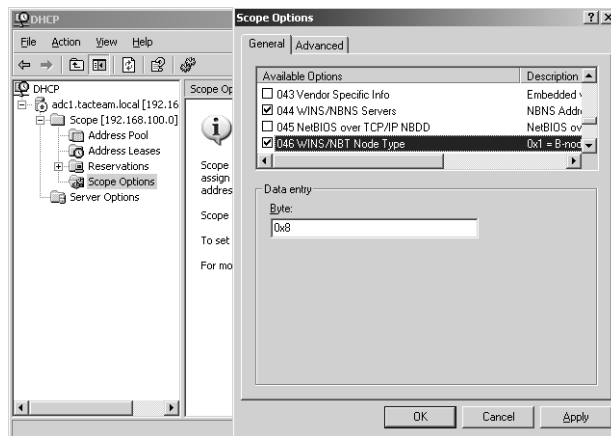 DHCP
File Action View Help
DHCP
adc1.tacteam.local [192.16
Scope [192.168.100.0]
Address Pool
Address Leases
Reservations
Scope Options
Server Options
Scope Op
Scope
assign
addres
Scope
To set
For mo
Scope Options
General
Advanced
Available Options Description
043 Vendor Specific Info Embedded v
044 WINS/NBNS Servers NBNS Addr
045 NetBIOS over TCP/IP NBDD NetBIOS ov
046 WINS/NBT Node Type 0x1 = B-nod
Data entry
Byte:
0x8
OK Cancel Apply